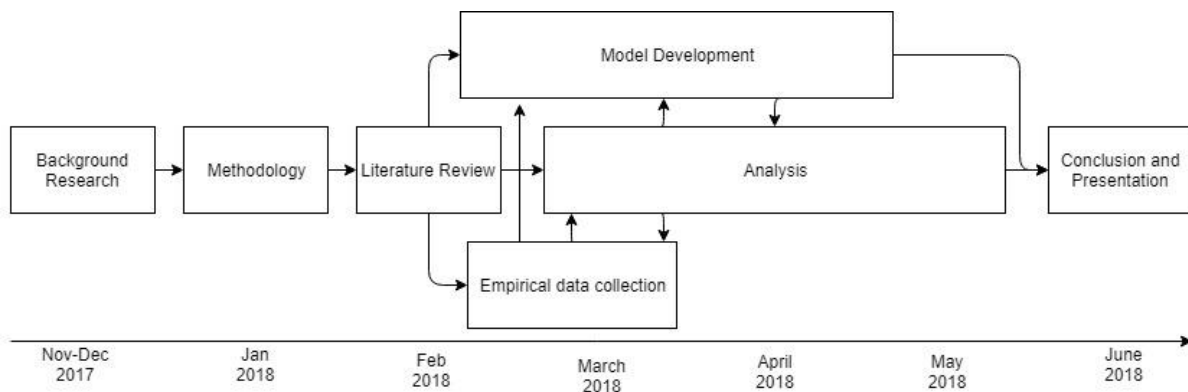 Model Development
Background
Research
Methodology
Literature Review
Analysis
Conclusion and
Presentation
Empirical data collection
Nov-Dec
2017
Jan
2018
Feb
2018
March
2018
April
2018
May
2018
June
2018